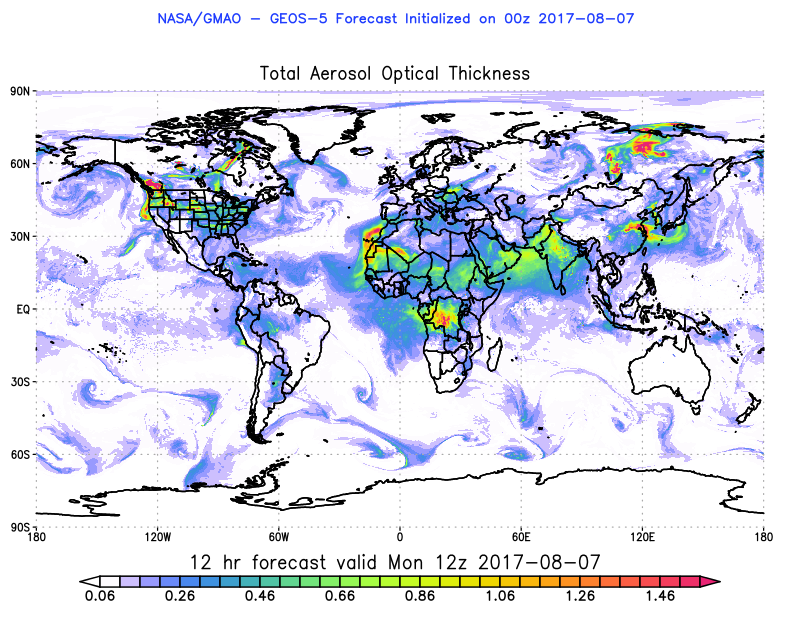 NASA/GMAO - GEOS-5 Forecast Initialized on 00z 2017-08-07
Total Aerosol Optical Thickness
90N
60N
30N
EQ
30S
60S
90S
180 120W 60W 0 60E 120E 180
12 hr forecast valid Mon 12z 2017-08-07
0.06 0.26 0.46 0.66 0.86 1.06 1.26 1.46